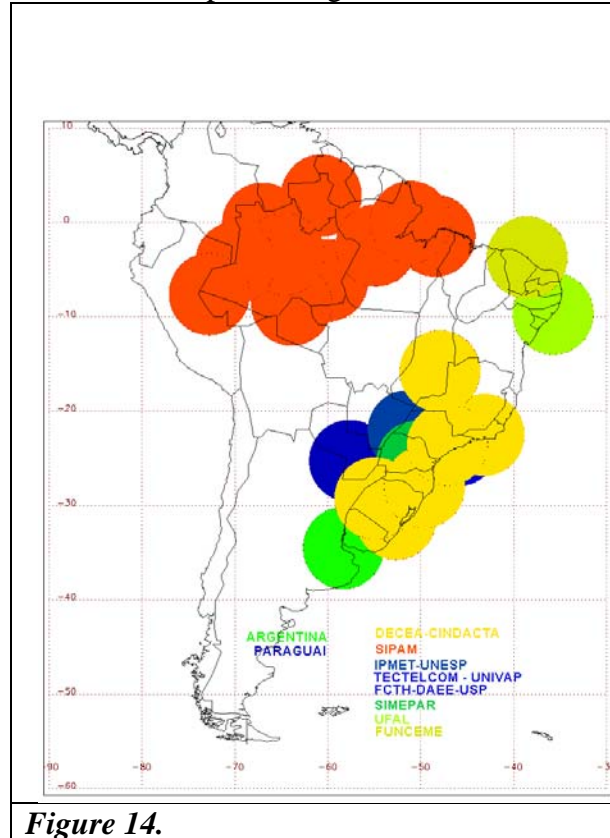 10
0
-10
-20
-30
-40
-50
-60
-90
-80
-70
-60
-50
-40
ARGENTINA
PARAGUAI
DECEA-CINDACTA
SIPAM
IPMET-UNESP
TECTELCOM - UNIVAP
FCTH-DAEE-USP
SIMEPAR
UFAL
FUNCEME
Figure 14.